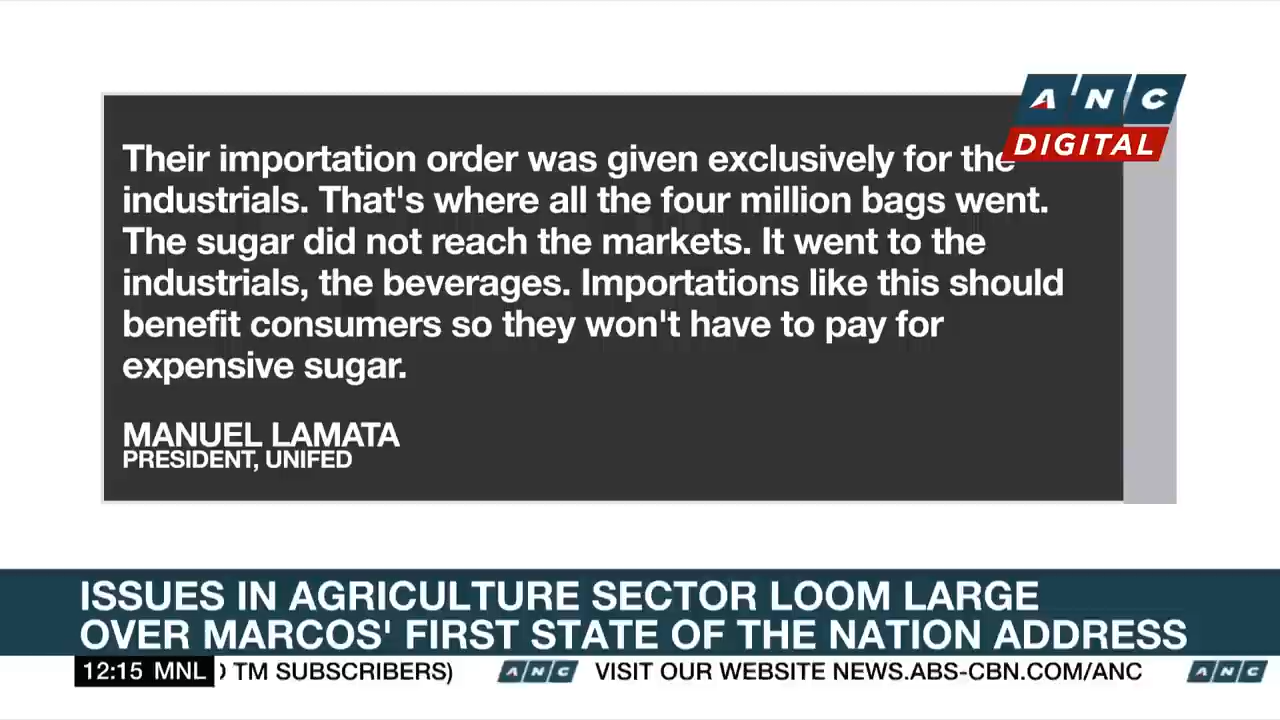 ANC
DIGITAL
Their importation order was given exclusively for the
industrials. That's where all the four million bags went.
The sugar did not reach the markets. It went to the
industrials, the beverages. Importations like this should
benefit consumers so they won't have to pay for
expensive sugar.
MANUEL LAMATA
PRESIDENT, UNIFED
ISSUES IN AGRICULTURE SECTOR LOOM LARGE
OVER MARCOS' FIRST STATE OF THE NATION ADDRESS
12:15 MNL TM SUBSCRIBERS) ANC VISIT OUR WEBSITE NEWS.ABS-CBN.COM/ANC ANC